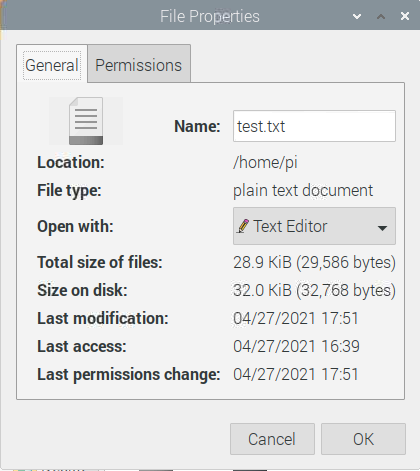 File Properties
General Permissions
Name: test.txt
Location: /home/pi
File type: plain text document
Open with: Text Editor
Total size of files: 28.9 KiB (29,586 bytes)
Size on disk: 32.0 KiB (32,768 bytes)
Last modification: 04/27/2021 17:51
Last access: 04/27/2021 16:39
Last permissions change: 04/27/2021 17:51
Cancel OK